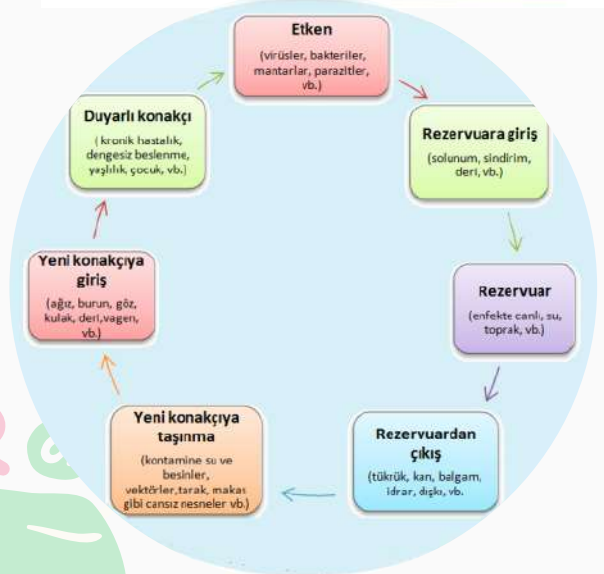 Etken
(virüsler, bakteriler,
mantarlar, parazitler,
vb.)
Rezervuara giriş
(solunum, sindirim,
deri, vb.)
Rezervuar
(enfekte canlı, su,
toprak, vb.)
Rezervuardan
çıkış
(tükrük, kan, balgam,
idrar, dışkı, vb.
Yeni konakçıya
taşınma
(kontamine su ve
besinler,
vektörler,tarak, makas
gibi cansız nesneler vb.)
Yeni konakçıya
giriş
(ağız, burun, göz,
kulak, deri,vagen,
vb.)
Duyarlı konakçı
( kronik hastalık,
dengesiz beslenme,
yaşlılık, çocuk, vb.)